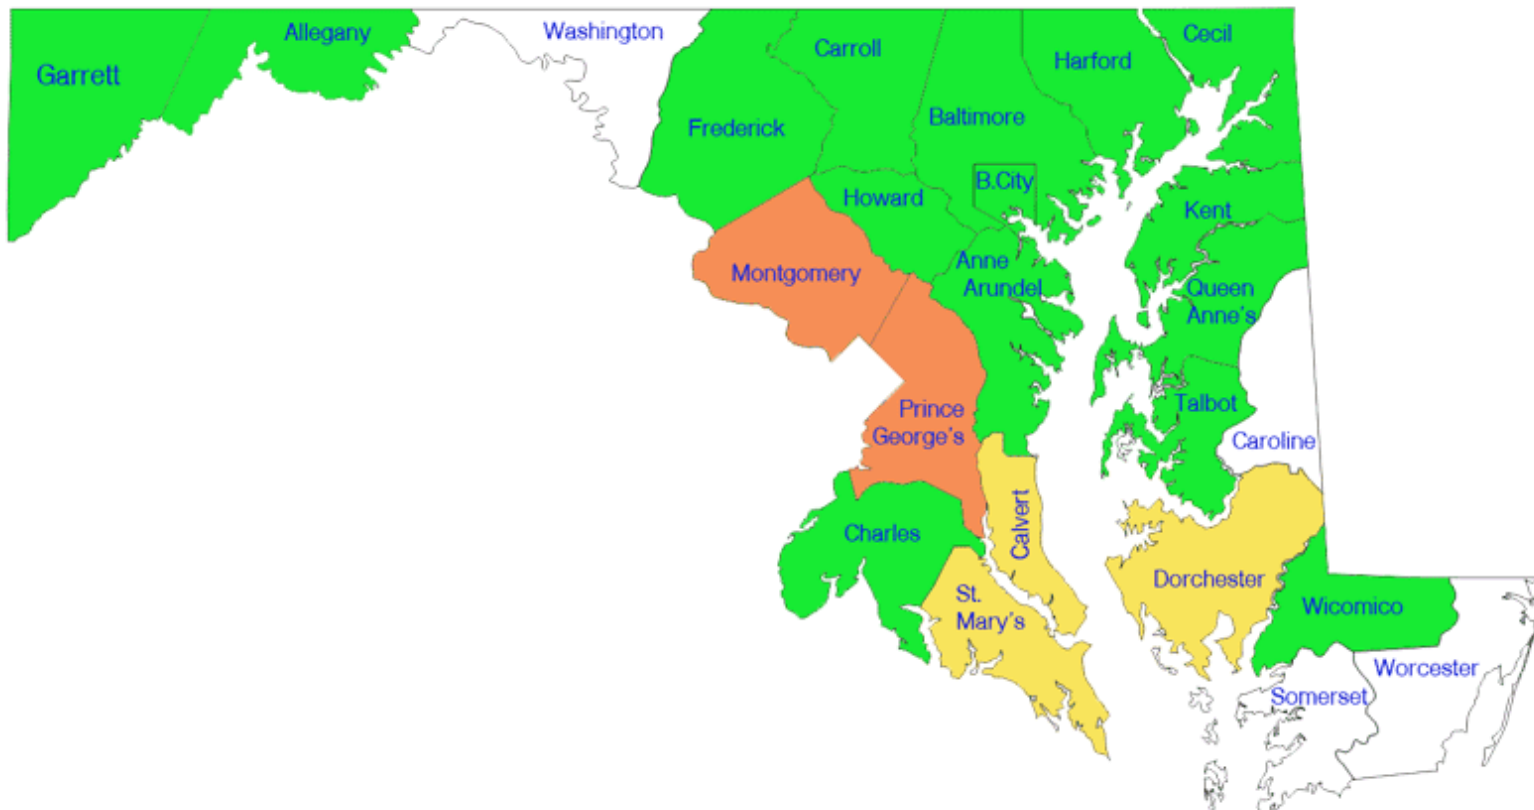 Allegany
Washington
Cecil
Garrett
Carroll
Harford
Frederick
Baltimore
B.City
Howard
Kent
Montgomery
Anne
Arundel
Queen
Anne's
Prince
George's
Talbot
Caroline
Charles
Calvert
St.
Mary's
Dorchester
Wicomico
Worcester
Somerset